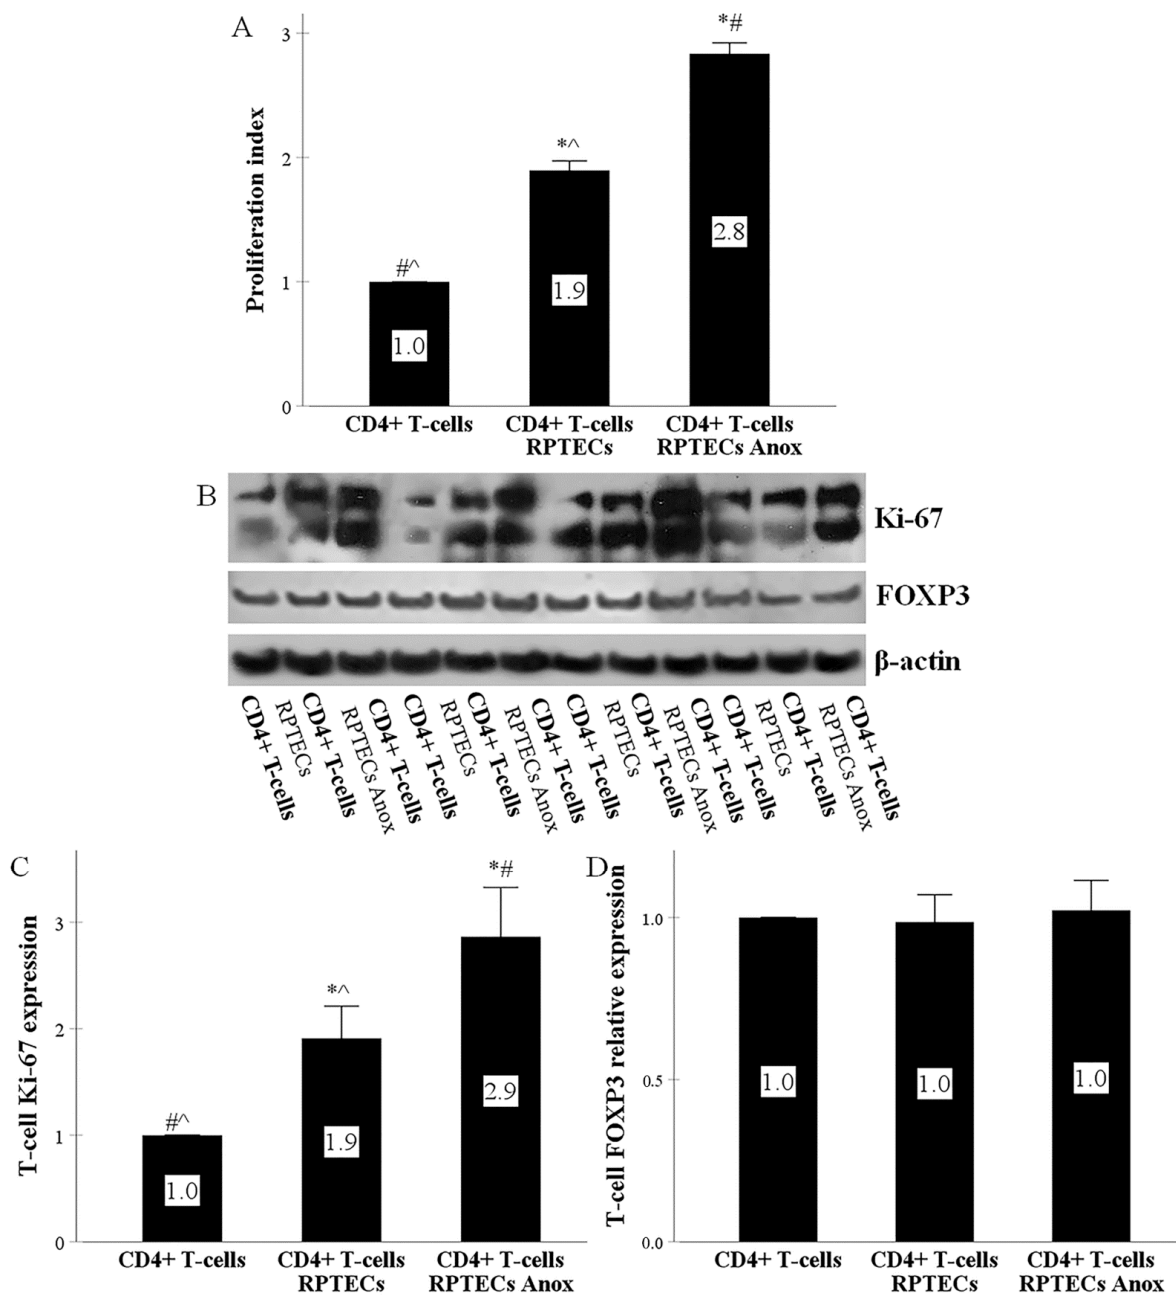 A
Proliferation index
3
2
1
0
#^
*^
*#
1.0
1.9
2.8
CD4+ T-cells
CD4+ T-cells
RPTECs
CD4+ T-cells
RPTECs Anox
B
Ki-67
FOXP3
β-actin
CD4+ T-cells
RPTECs
CD4+ T-cells
RPTECs Anox
CD4+ T-cells
CD4+ T-cells
RPTECs
CD4+ T-cells
RPTECs Anox
CD4+ T-cells
CD4+ T-cells
RPTECs
CD4+ T-cells
RPTECs Anox
CD4+ T-cells
CD4+ T-cells
RPTECs
CD4+ T-cells
RPTECs Anox
CD4+ T-cells
C
T-cell Ki-67 expression
3
2
1
0
#^
*^
*#
1.0
1.9
2.9
CD4+ T-cells
CD4+ T-cells
RPTECs
CD4+ T-cells
RPTECs Anox
D
T-cell FOXP3 relative expression
1.0
0.5
0.0
1.0
1.0
1.0
CD4+ T-cells
CD4+ T-cells
RPTECs
CD4+ T-cells
RPTECs Anox